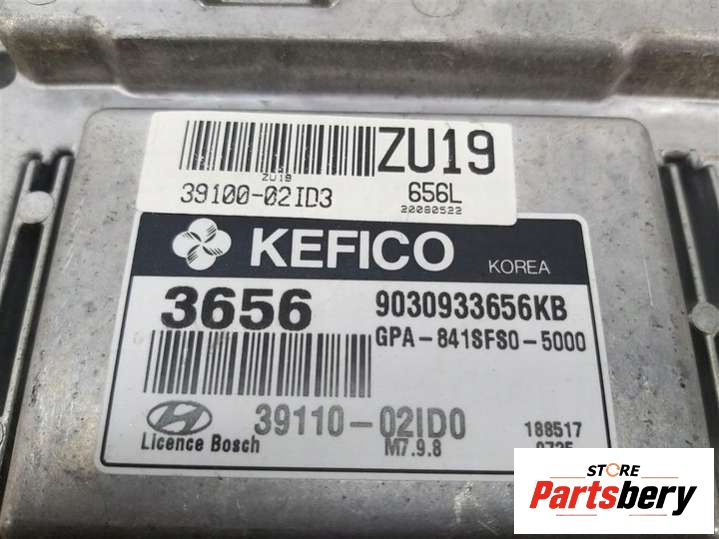 ZU19
ZU19
39100-02ID3
656L
20080522
KEFICO
KOREA
3656
9030933656KB
GPA-841SFS0-5000
39110-02ID0
188517
Licence Bosch
M7.9.8
STORE
Partsbery